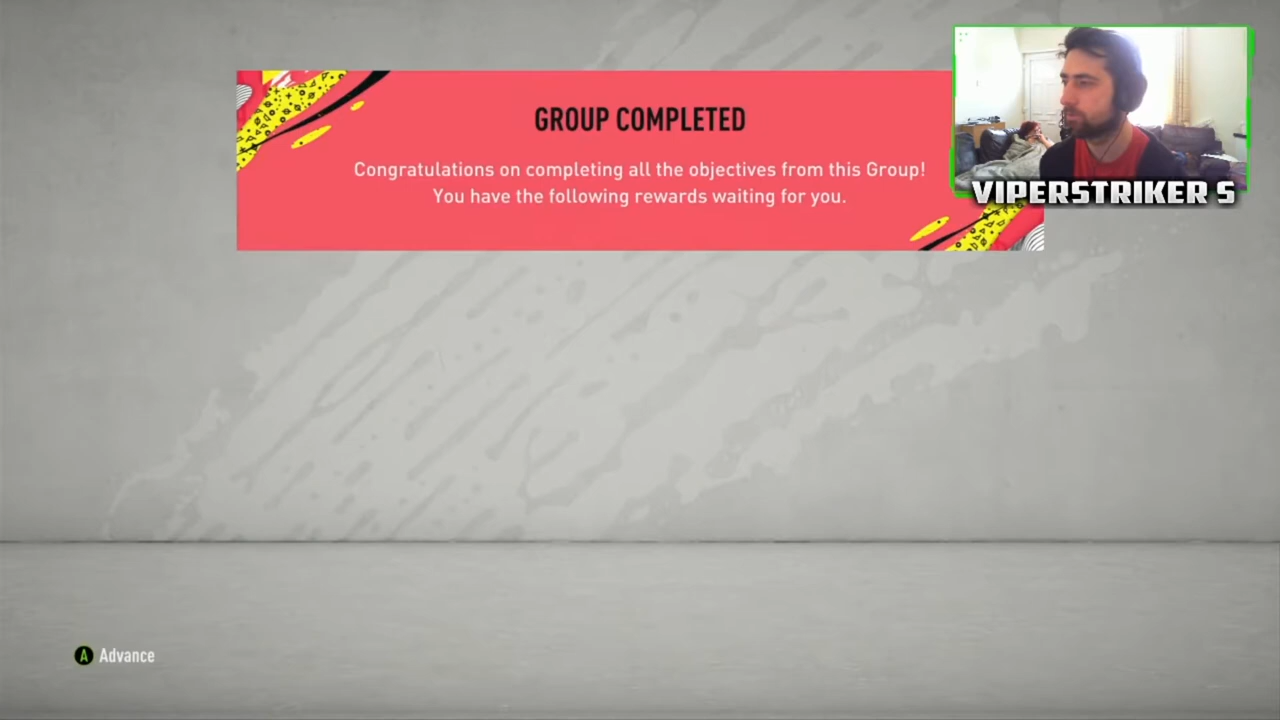 GROUP COMPLETED
Congratulations on completing all the objectives from this Group!
You have the following rewards waiting for you.
VIPERSTRIKER S
A Advance